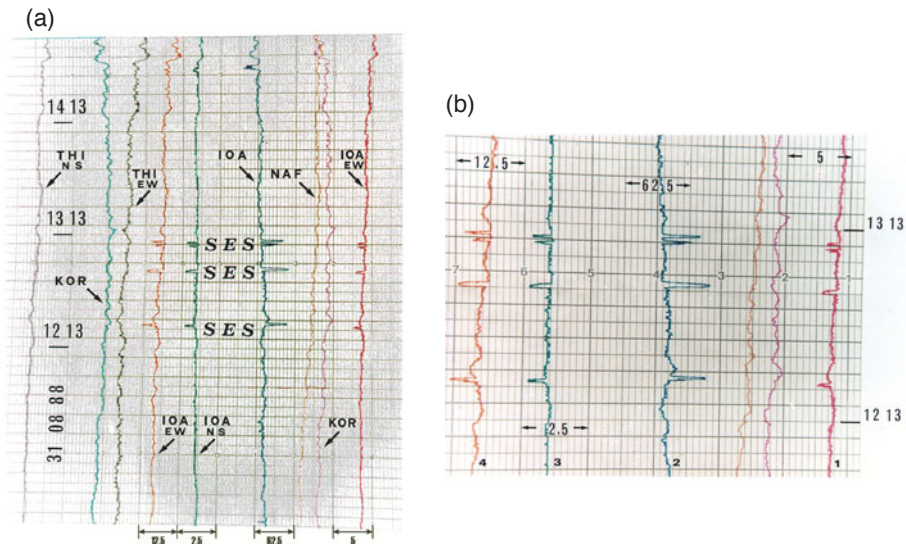 (a)
14 13
THI
NS
THI
EW
IOA
NAF
IOA
EW
13 13
SES
SES
KOR
12 13
SES
31 08 88
IOA
EW
IOA
NS
KOR
12.5
2.5
62.5
5
(b)
12.5
5
62.5
13 13
7
6
5
4
3
2
1
12 13
2.5
4
3
2
1